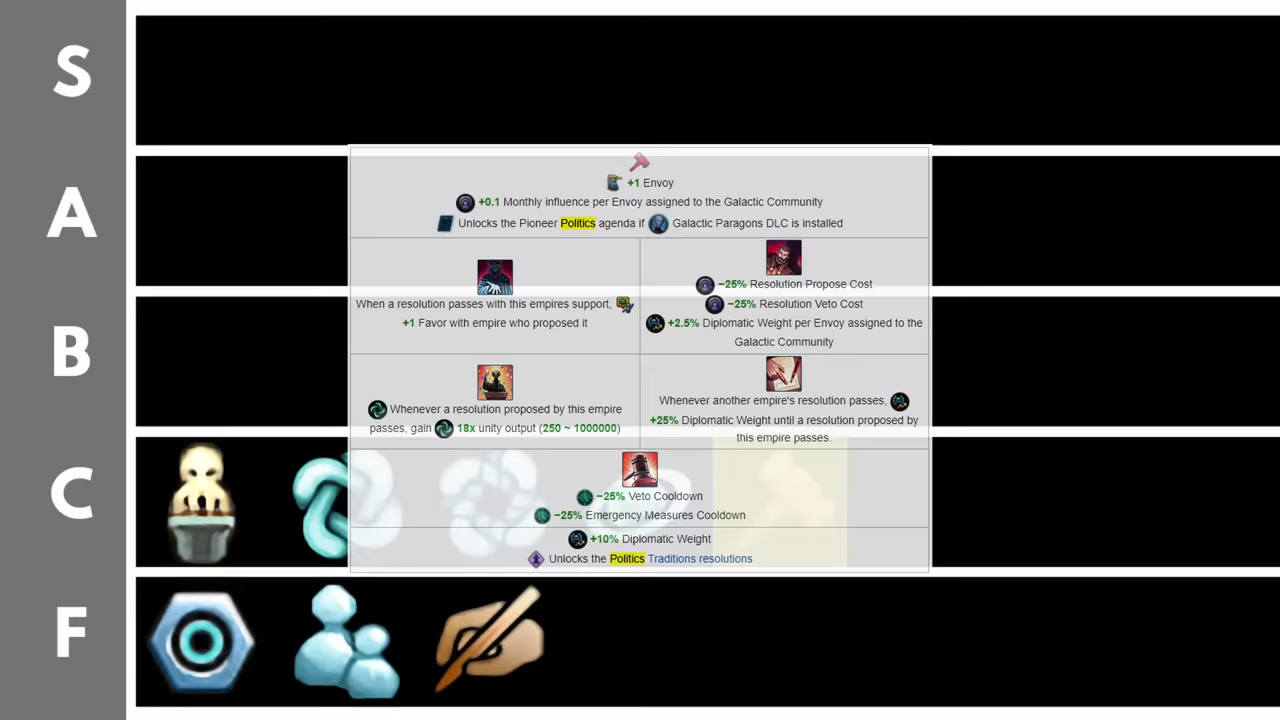 S
A
B
C
F
+1 Envoy
+0.1 Monthly influence per Envoy assigned to the Galactic Community
Unlocks the Pioneer Politics agenda if Galactic Paragons DLC is installed
When a resolution passes with this empires support,
+1 Favor with empire who proposed it
−25% Resolution Propose Cost
−25% Resolution Veto Cost
+2.5% Diplomatic Weight per Envoy assigned to the
Galactic Community
Whenever a resolution proposed by this empire
passes, gain 18x unity output (250 ~ 1000000)
Whenever another empire's resolution passes,
+25% Diplomatic Weight until a resolution proposed by
this empire passes.
−25% Veto Cooldown
−25% Emergency Measures Cooldown
+10% Diplomatic Weight
Unlocks the Politics Traditions resolutions